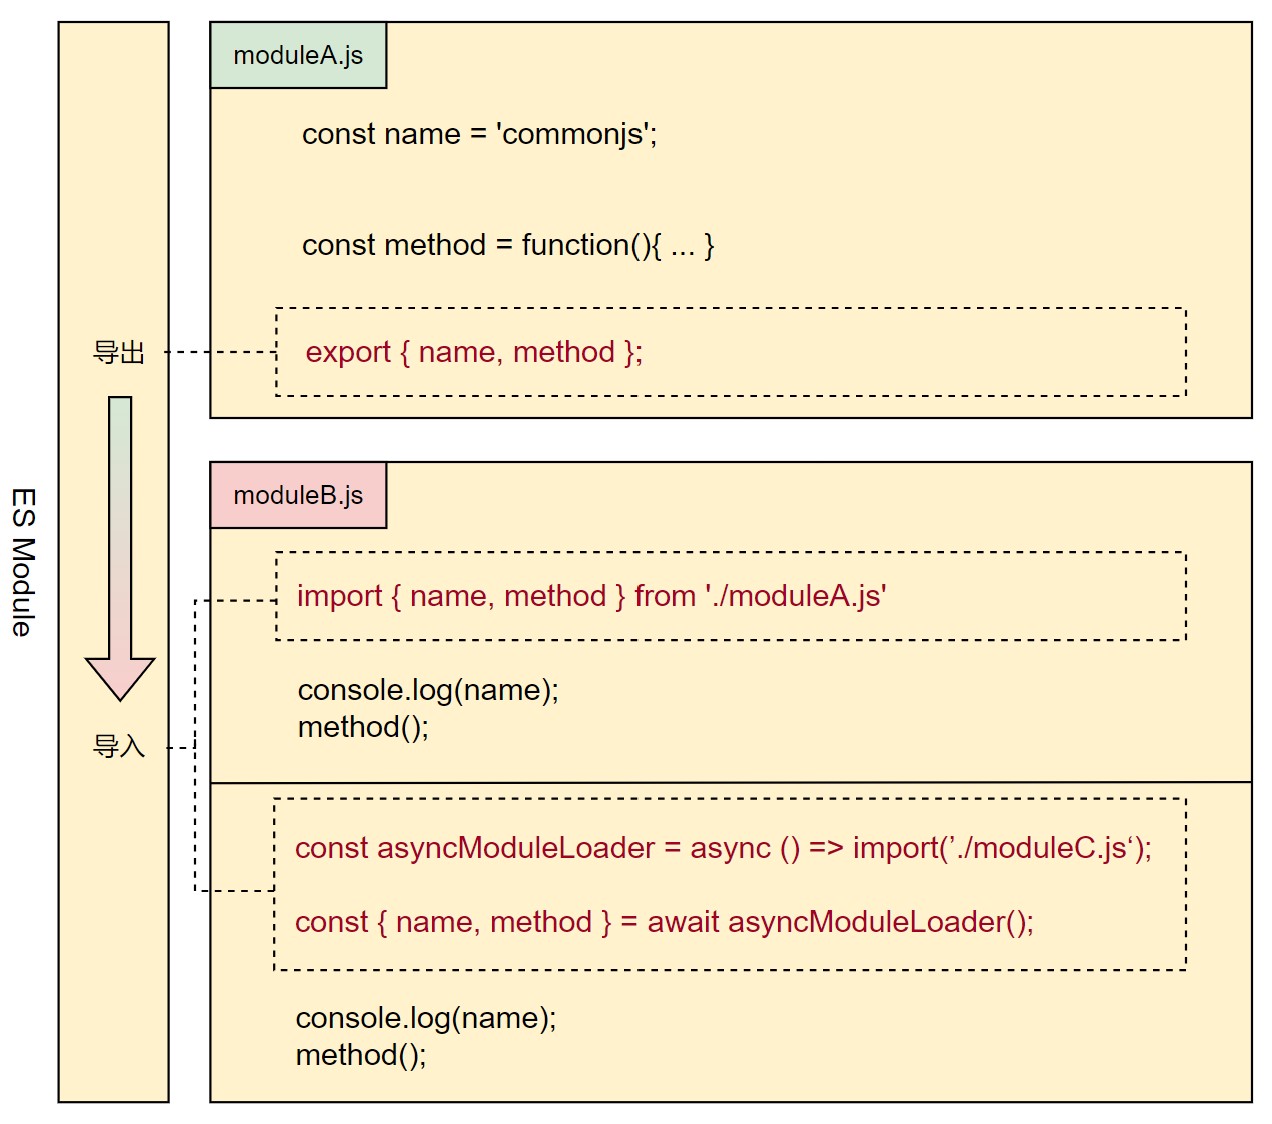 moduleA.js
const name = 'commonjs';
const method = function(){ ... }
导出
export { name, method };
ES Module
moduleB.js
import { name, method } from './moduleA.js'
console.log(name);
method();
导入
const asyncModuleLoader = async () => import(’./moduleC.js‘);
const { name, method } = await asyncModuleLoader();
console.log(name);
method();